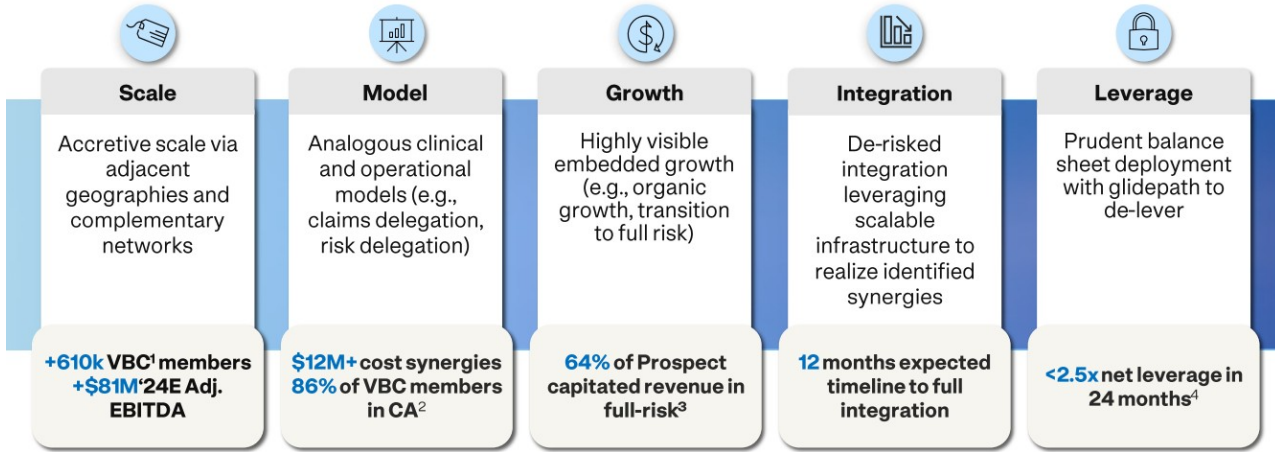 Scale
Accretive scale via
adjacent
geographies and
complementary
networks
+610k VBC¹ members
+$81M‘24E Adj.
EBITDA
Model
Analogous clinical
and operational
models (e.g.,
claims delegation,
risk delegation)
$12M+ cost synergies
86% of VBC members
in CA²
Growth
Highly visible
embedded growth
(e.g., organic
growth, transition
to full risk)
64% of Prospect
capitated revenue in
full-risk³
Integration
De-risked
integration
leveraging
scalable
infrastructure to
realize identified
synergies
12 months expected
timeline to full
integration
Leverage
Prudent balance
sheet deployment
with glidepath to
de-lever
<2.5x net leverage in
24 months⁴